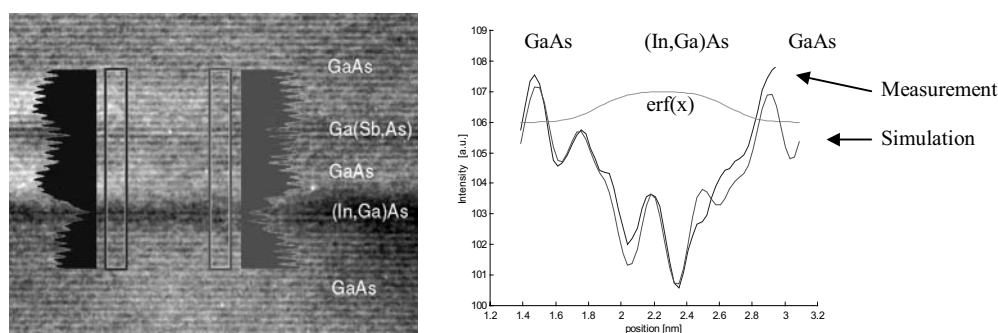 GaAs
Ga(Sb,As)
GaAs
(In,Ga)As
GaAs
GaAs (In,Ga)As GaAs
erf(x)
Measurement
Simulation
Intensity [a.u.]
109
108
107
106
105
104
103
102
101
100
1.2 1.4 1.6 1.8 2 2.2 2.4 2.6 2.8 3 3.2
position [nm]